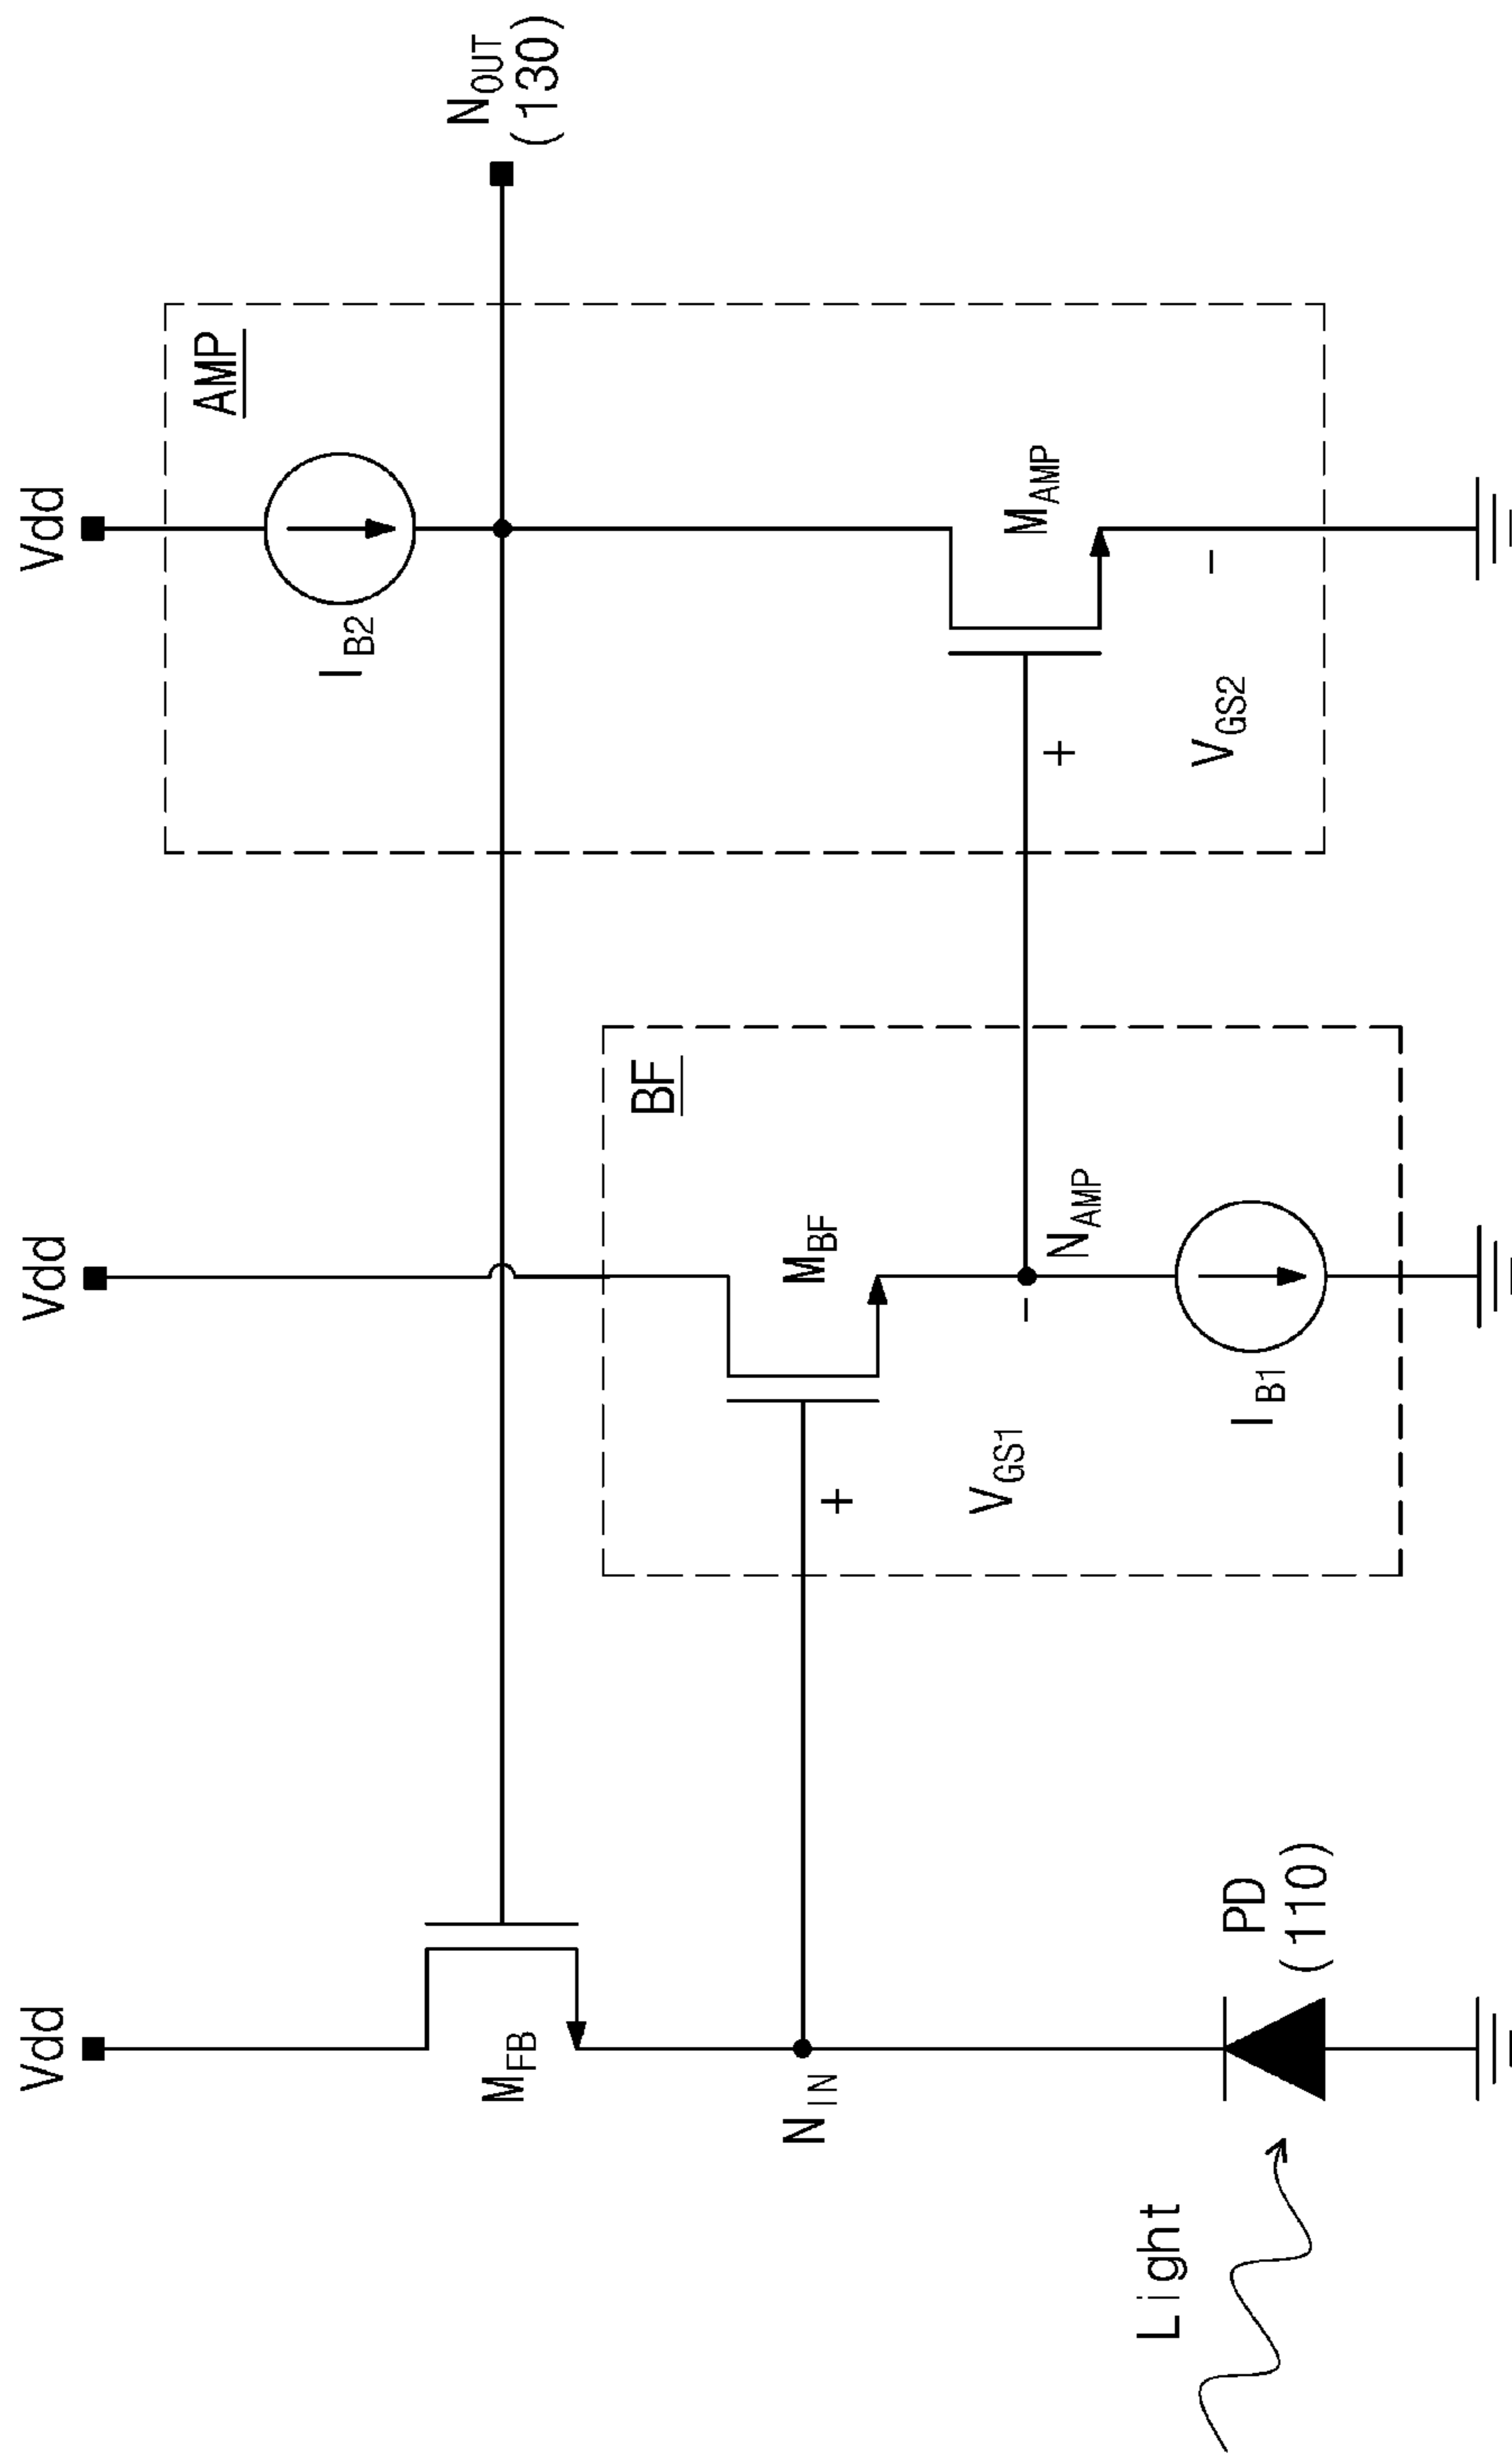 Vdd
Vdd
Vdd
I_B2
AMP
N_OUT
(130)
M_FB
BF
N_IN
M_BF
M_AMP
+
+
V_GS1
-
N_AMP
V_GS2
-
Light
PD
(110)
I_B1